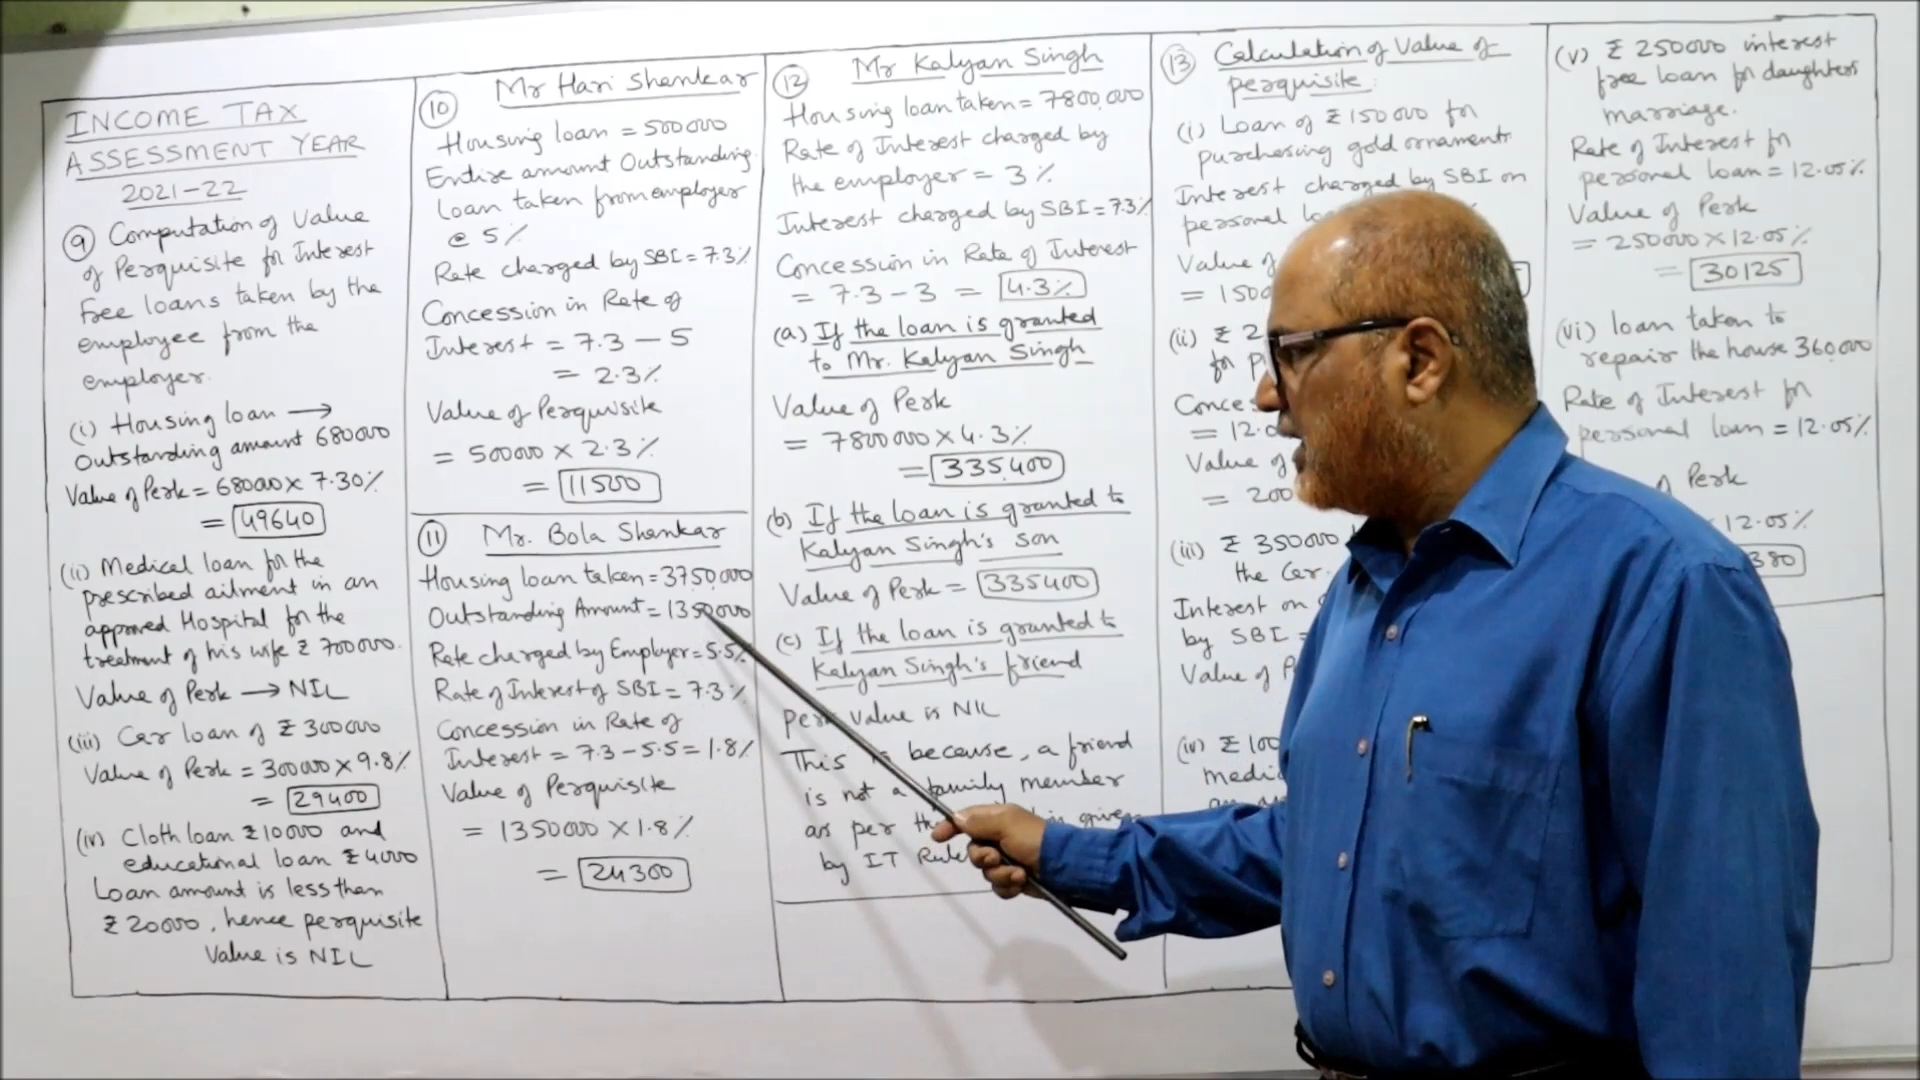 INCOME TAX
ASSESSMENT YEAR
2021-22
(9) Computation of Value
of Perquisite for Interest
Free loans taken by the
employee from the
employer.
(i) Housing loan →
Outstanding amount 680000
Value of Perk = 680000 x 7.30%
= 49640
(ii) Medical loan for the
prescribed ailment in an
approved Hospital for the
treatment of his wife ₹ 700000.
Value of Perk → NIL
(iii) Car loan of ₹ 300000
Value of Perk = 300000 x 9.8%
= 29400
(iv) Cloth loan ₹10000 and
educational loan ₹4000
Loan amount is less than
₹ 20000, hence perquisite
Value is NIL
(10) Mr Hari Shankar
Housing loan = 500000
Entire amount Outstanding.
Loan taken from employer
@ 5%
Rate charged by SBI = 7.3%
Concession in Rate of
Interest = 7.3 - 5
= 2.3%
Value of Perquisite
= 500000 x 2.3%
= 11500
(11) Mr. Bola Shankar
Housing loan taken = 3750,000
Outstanding Amount = 1350,000
Rate charged by Employer = 5.5%
Rate of Interest of SBI = 7.3%
Concession in Rate of
Interest = 7.3 - 5.5 = 1.8%
Value of Perquisite
= 1350000 x 1.8%
= 24300
(12) Mr Kalyan Singh
Housing loan taken = 7800,000
Rate of Interest charged by
the employer = 3%
Interest charged by SBI = 7.3%
Concession in Rate of Interest
= 7.3 - 3 = 4.3%
(a) If the loan is granted
to Mr. Kalyan Singh
Value of Perk
= 7800000 x 4.3%
= 335,400
(b) If the loan is granted to
Kalyan Singh's son
Value of Perk = 335400
(c) If the loan is granted to
Kalyan Singh's friend
Perk Value is NIL
This is because, a friend
is not a family member
as per given
by IT Rule
(13) Calculation of Value of
perquisite:
(i) Loan of ₹150000 for
purchasing gold ornaments
Interest charged by SBI on
personal
Value of
= 150
(ii) ₹ 2
for
= 12.0
Value of
= 200
(iii) ₹ 350000
the Car.
Interest on
by SBI =
Value of
(iv) ₹ 100
(v) ₹ 250000 interest
free loan for daughters
marriage.
Rate of Interest for
personal loan = 12.05%
Value of Perk
= 250000 x 12.05%
= 30125
(vi) loan taken to
repair the house 360,000
Rate of Interest for
personal loan = 12.05%
Perk
12.05%
380